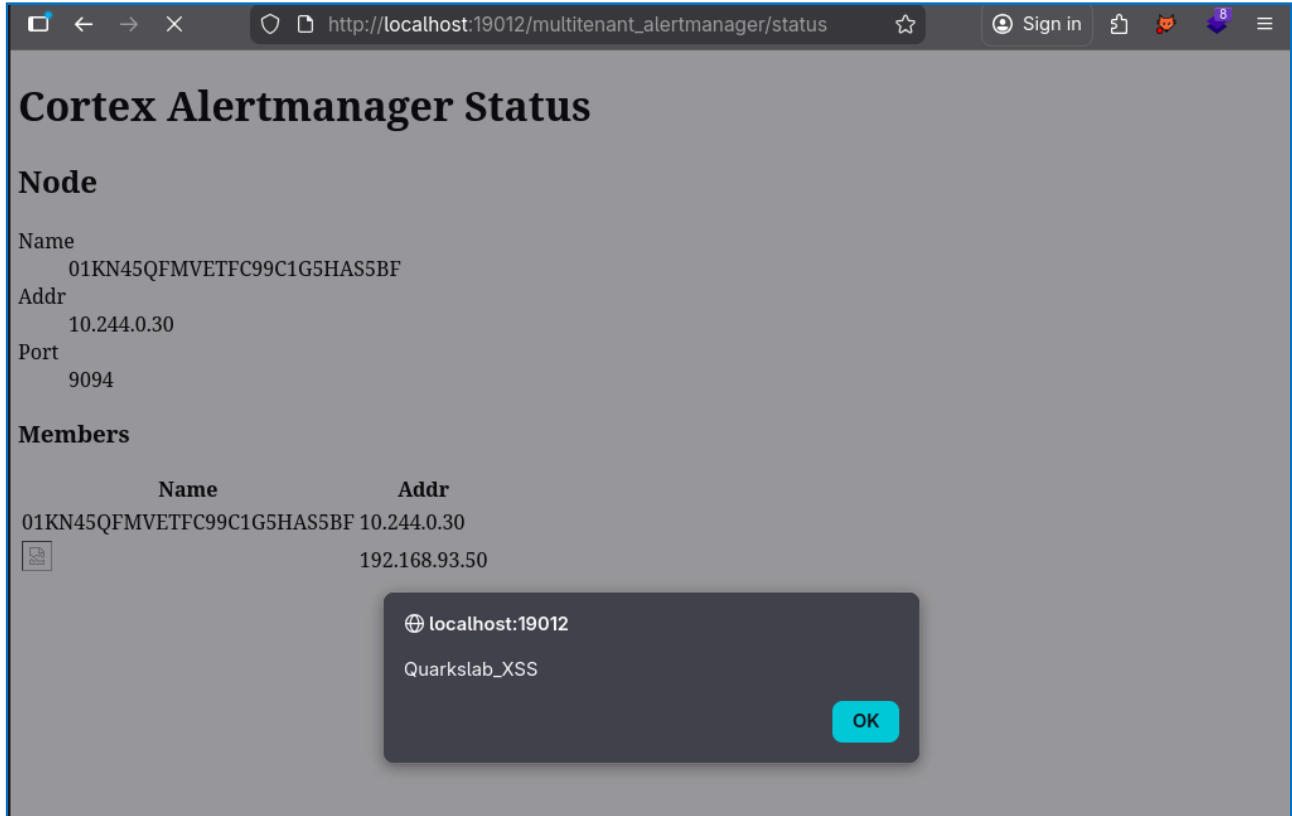 http://localhost:19012/multitenant_alertmanager/status
Sign in
8
Cortex Alertmanager Status
Node
Name
01KN45QFMVETFC99C1G5HAS5BF
Addr
10.244.0.30
Port
9094
Members
Name Addr
01KN45QFMVETFC99C1G5HAS5BF 10.244.0.30
192.168.93.50
localhost:19012
Quarkslab_XSS
OK